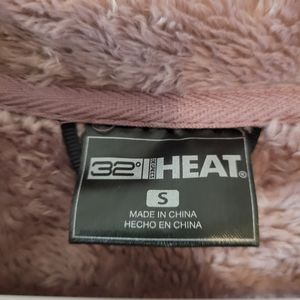 32° HEAT®
S
MADE IN CHINA
HECHO EN CHINA